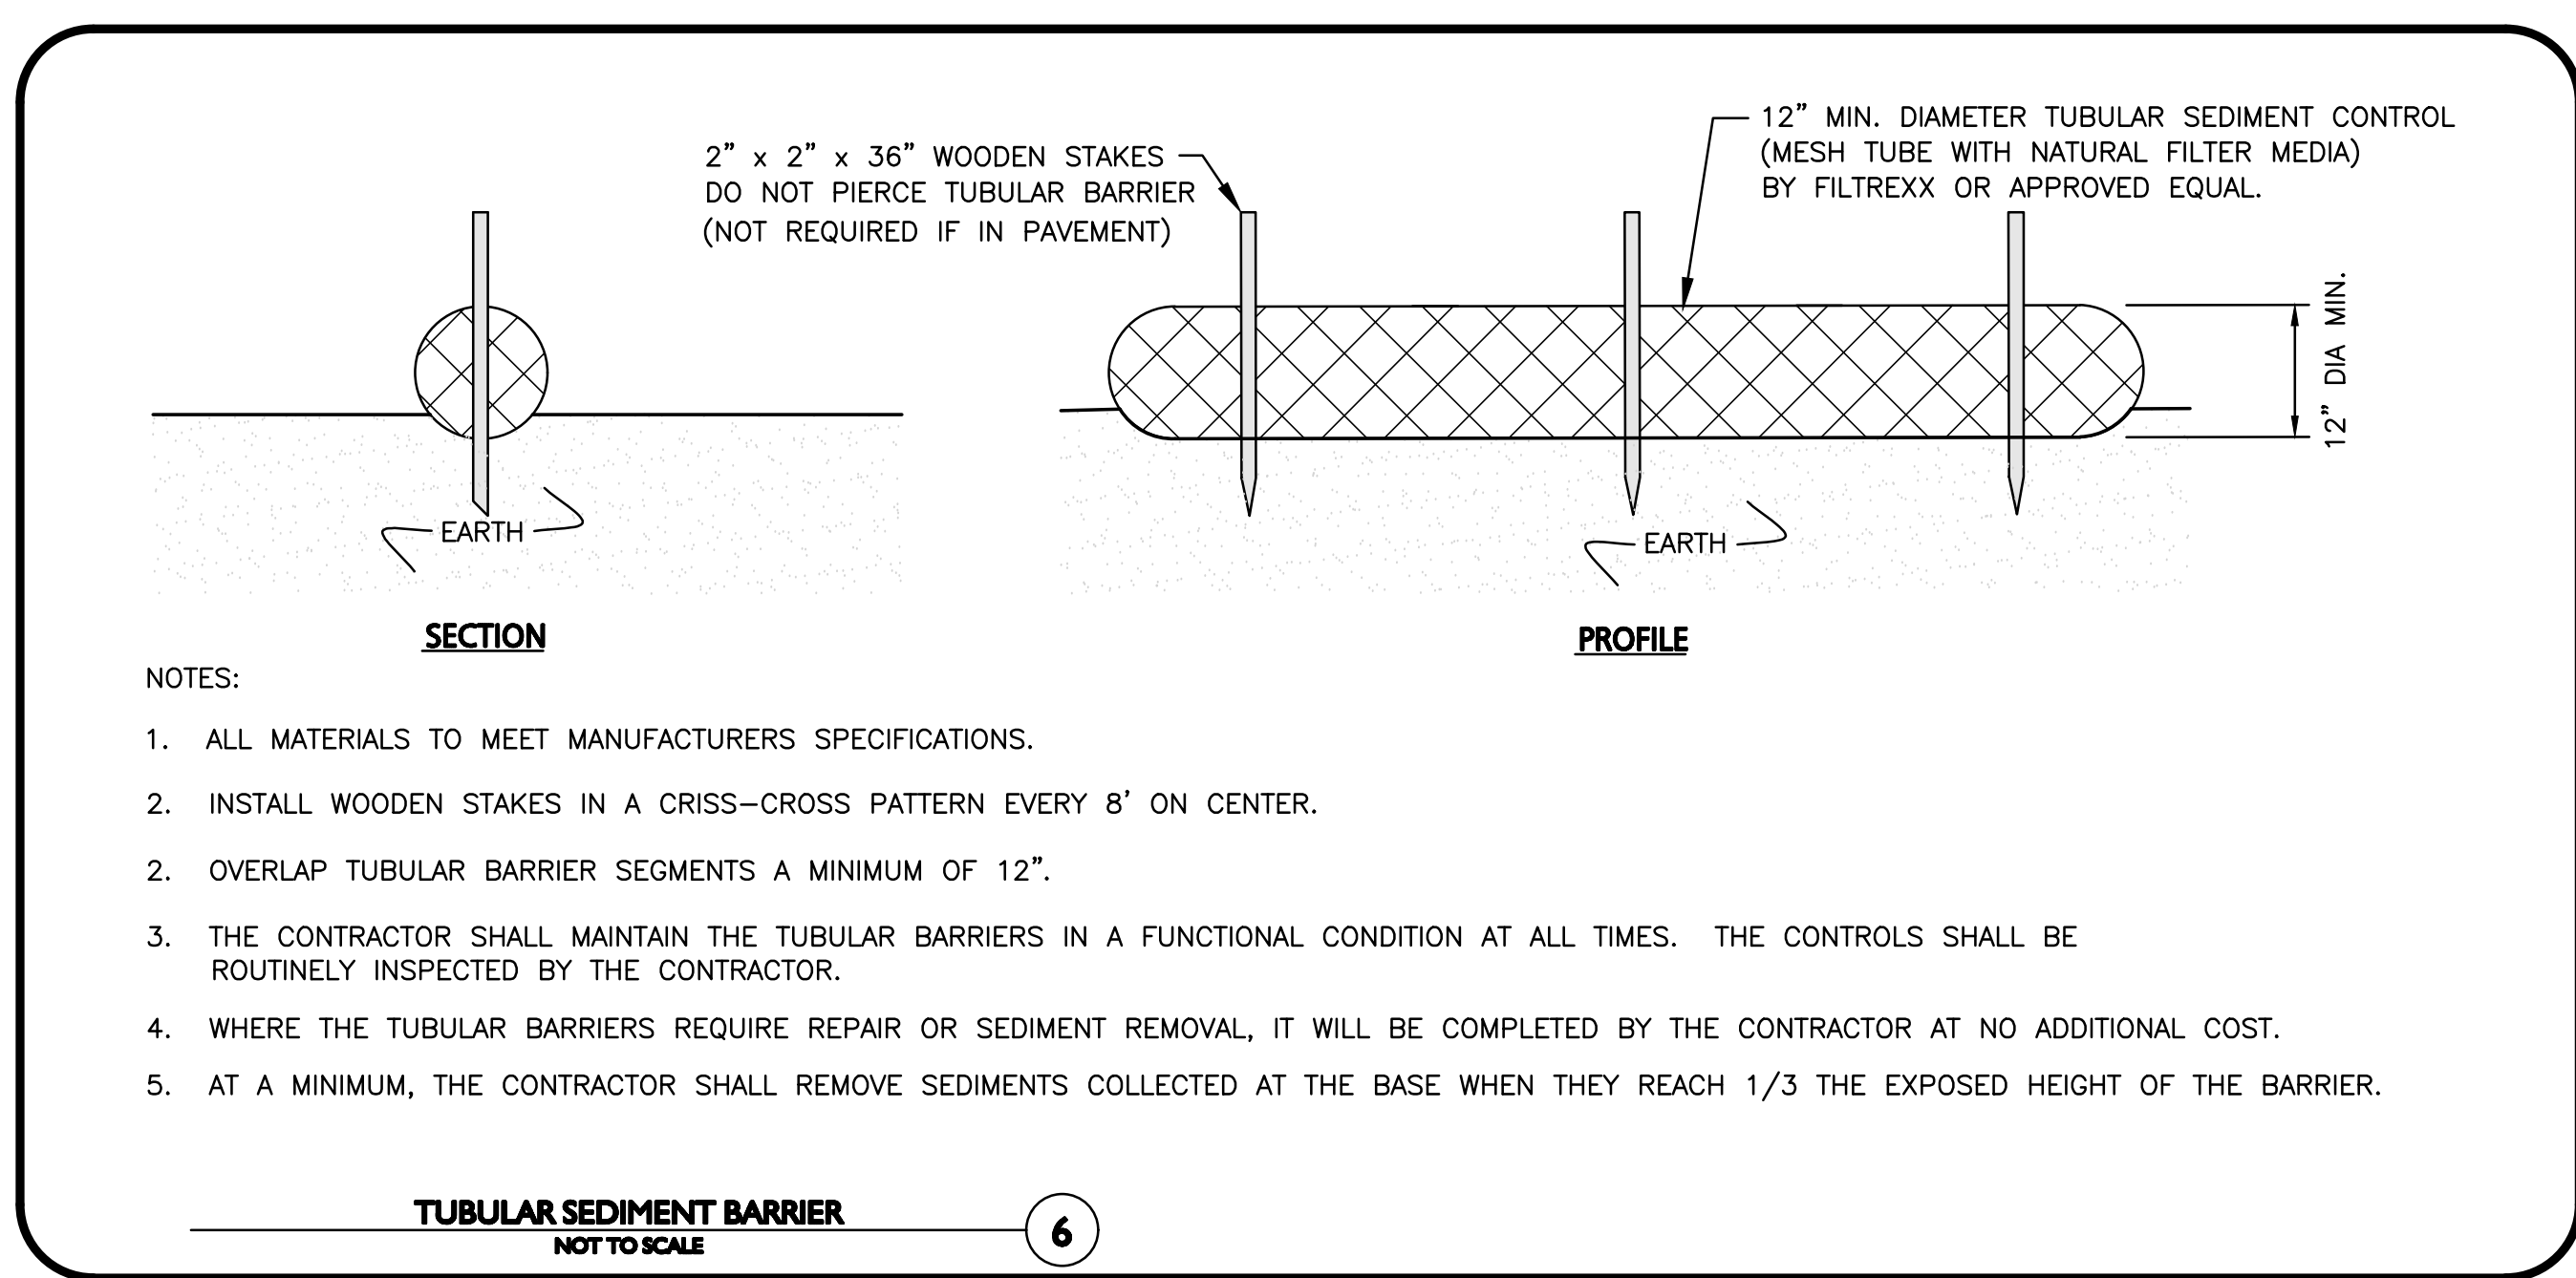 2" x 2" x 36" WOODEN STAKES
DO NOT PIERCE TUBULAR BARRIER
(NOT REQUIRED IF IN PAVEMENT)
12" MIN. DIAMETER TUBULAR SEDIMENT CONTROL
(MESH TUBE WITH NATURAL FILTER MEDIA)
BY FILTREXX OR APPROVED EQUAL.
12" DIA MIN.
EARTH
EARTH
SECTION
PROFILE
NOTES:
1. ALL MATERIALS TO MEET MANUFACTURERS SPECIFICATIONS.
2. INSTALL WOODEN STAKES IN A CRISS-CROSS PATTERN EVERY 8' ON CENTER.
2. OVERLAP TUBULAR BARRIER SEGMENTS A MINIMUM OF 12".
3. THE CONTRACTOR SHALL MAINTAIN THE TUBULAR BARRIERS IN A FUNCTIONAL CONDITION AT ALL TIMES. THE CONTROLS SHALL BE
ROUTINELY INSPECTED BY THE CONTRACTOR.
4. WHERE THE TUBULAR BARRIERS REQUIRE REPAIR OR SEDIMENT REMOVAL, IT WILL BE COMPLETED BY THE CONTRACTOR AT NO ADDITIONAL COST.
5. AT A MINIMUM, THE CONTRACTOR SHALL REMOVE SEDIMENTS COLLECTED AT THE BASE WHEN THEY REACH 1/3 THE EXPOSED HEIGHT OF THE BARRIER.
TUBULAR SEDIMENT BARRIER
NOT TO SCALE
6